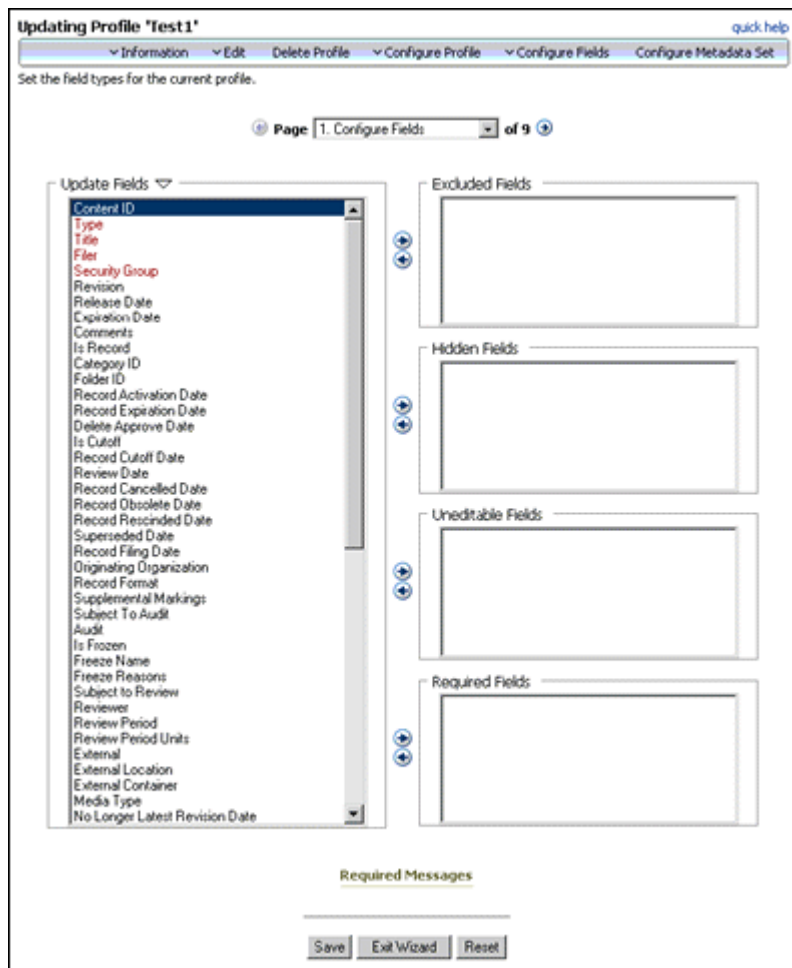 Updating Profile 'Test1'
quick help
Information Edit Delete Profile Configure Profile Configure Fields Configure Metadata Set
Set the field types for the current profile.
Page 1. Configure Fields of 9
Update Fields
Content ID
Type
Title
Filer
Security Group
Revision
Release Date
Expiration Date
Comments
Is Record
Category ID
Folder ID
Record Activation Date
Record Expiration Date
Delete Approve Date
Is Cutoff
Record Cutoff Date
Review Date
Record Cancelled Date
Record Obsolete Date
Record Rescinded Date
Superseded Date
Record Filing Date
Originating Organization
Record Format
Supplemental Markings
Subject To Audit
Audit
Is Frozen
Freeze Name
Freeze Reasons
Subject to Review
Reviewer
Review Period
Review Period Units
External
External Location
External Container
Media Type
No Longer Latest Revision Date
Excluded Fields
Hidden Fields
Uneditable Fields
Required Fields
Required Messages
Save Exit Wizard Reset